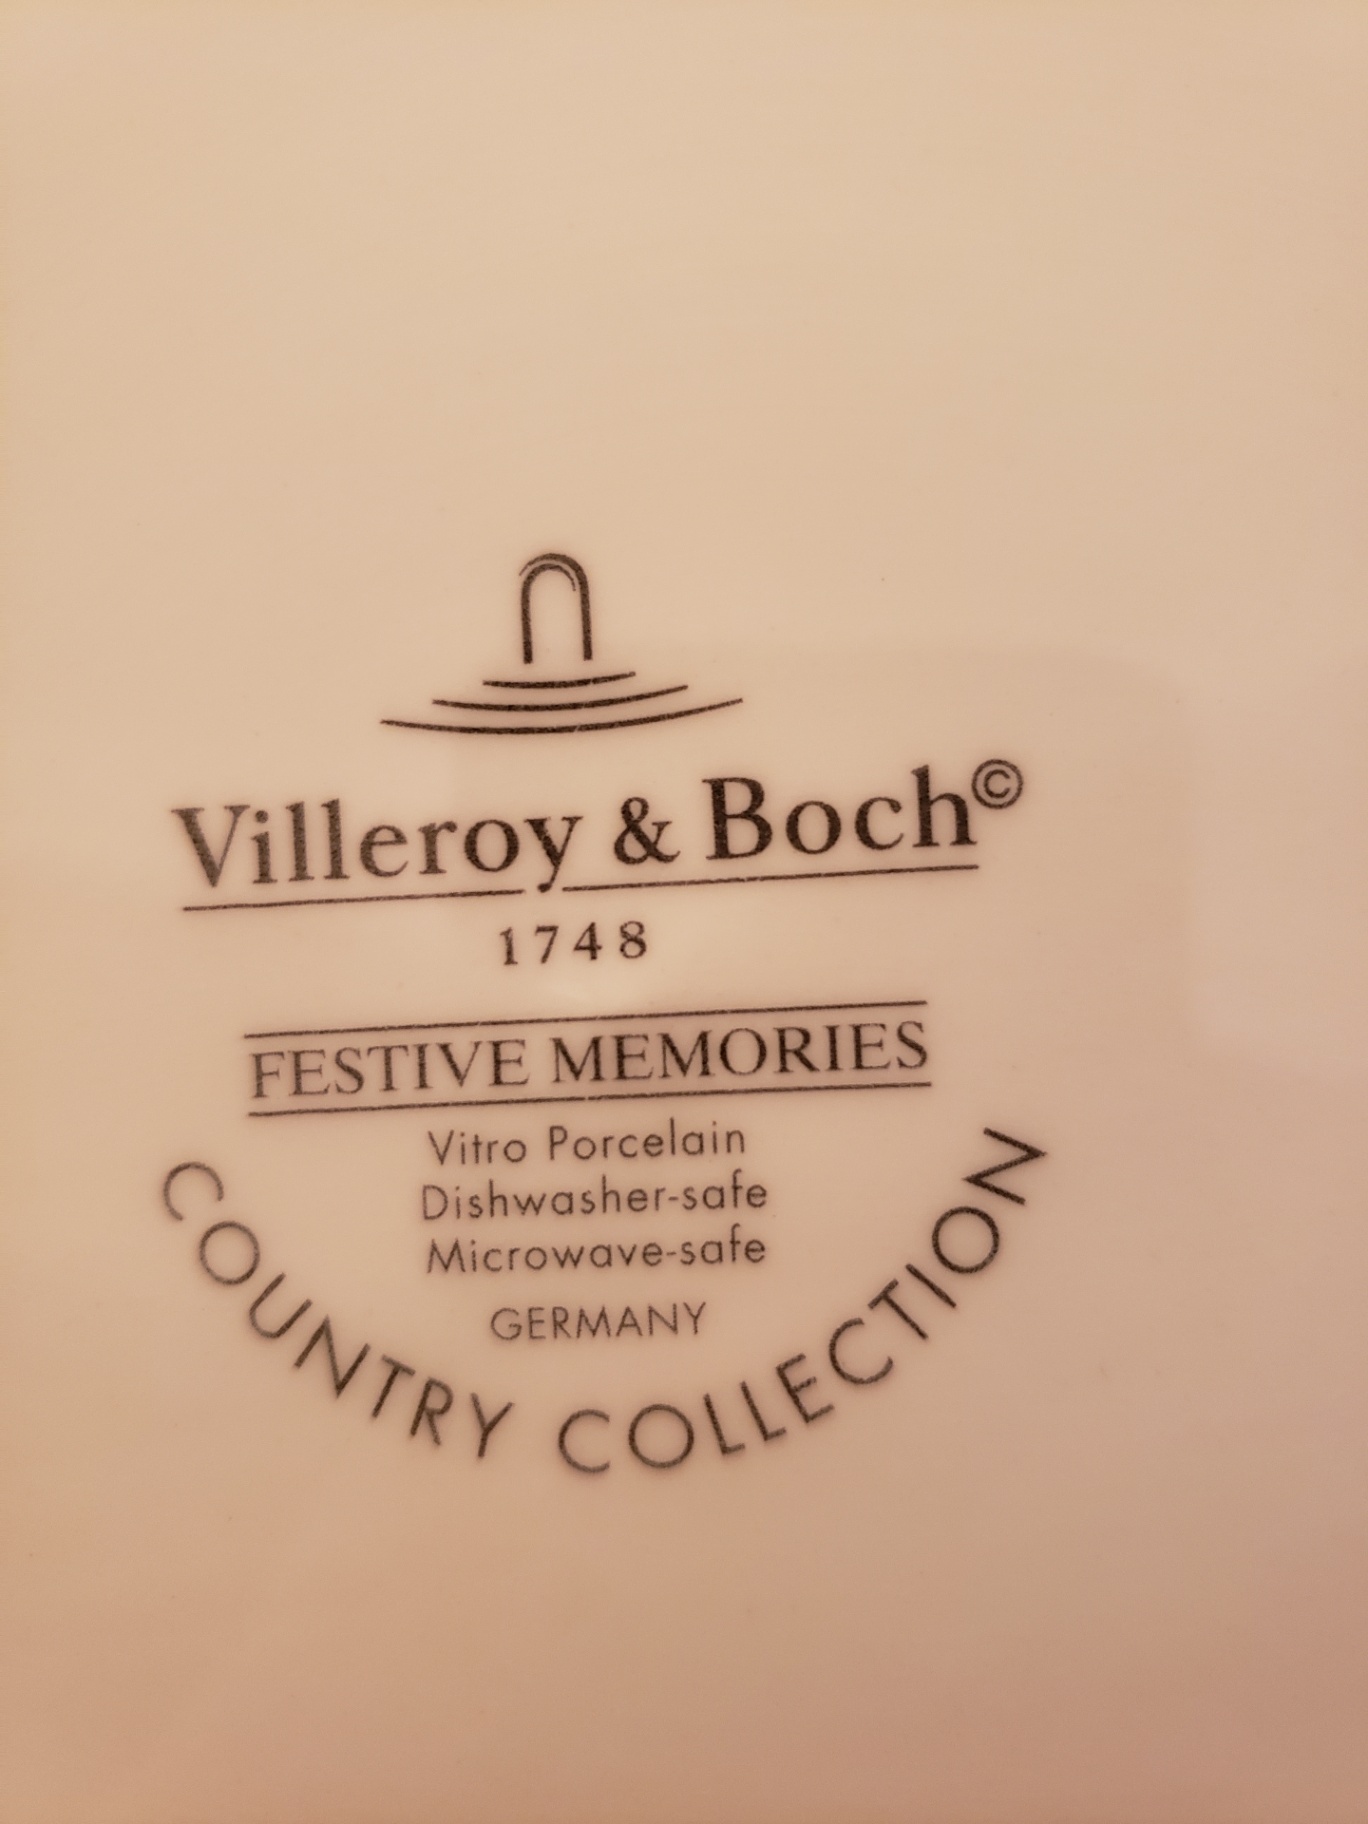 Villeroy & Boch©
1748
FESTIVE MEMORIES
Vitro Porcelain
Dishwasher-safe
Microwave-safe
GERMANY
COUNTRY COLLECTION